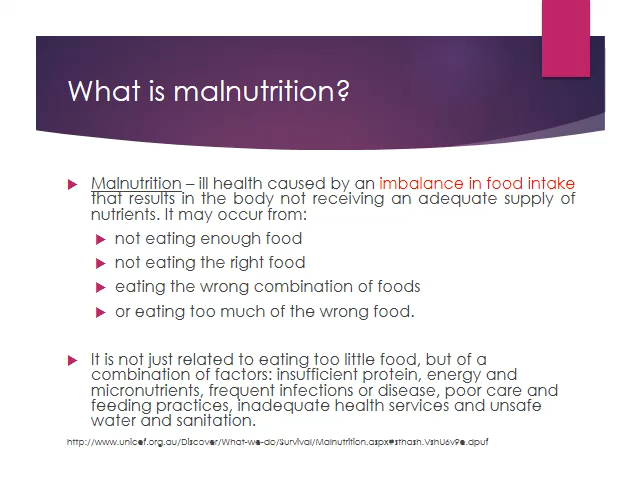 What is malnutrition?
Malnutrition – ill health caused by an imbalance in food intake
that results in the body not receiving an adequate supply of
nutrients. It may occur from:
not eating enough food
not eating the right food
eating the wrong combination of foods
or eating too much of the wrong food.
It is not just related to eating too little food, but of a
combination of factors: insufficient protein, energy and
micronutrients, frequent infections or disease, poor care and
feeding practices, inadequate health services and unsafe
water and sanitation.
http://www.unicef.org.au/Discover/What-we-do/Survival/Malnutrition.aspx#sthash.VshU6v9e.dpuf